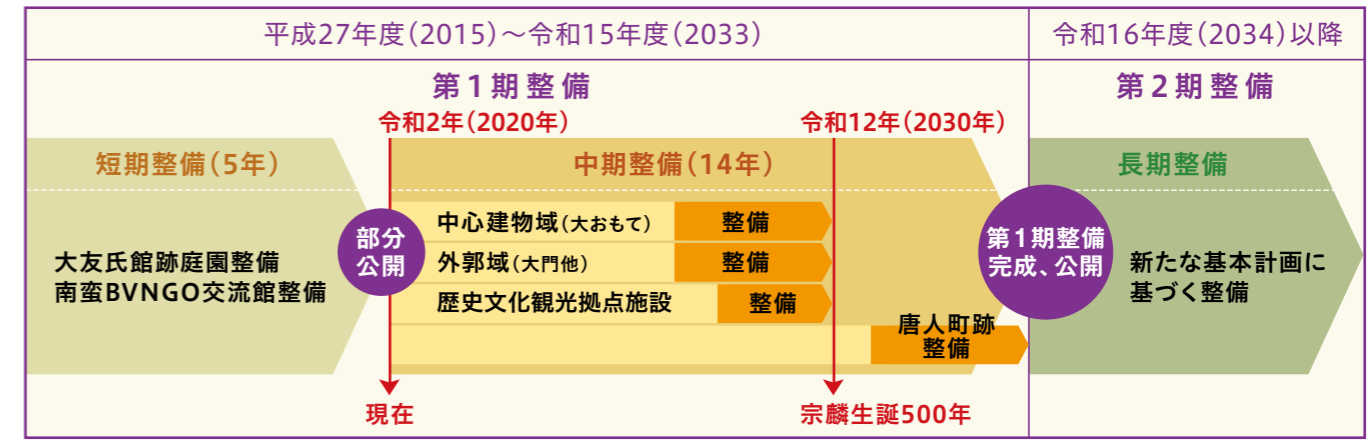 平成27年度(2015)～令和15年度(2033)
令和16年度(2034)以降
第1期整備
第2期整備
令和2年(2020年)
令和12年(2030年)
短期整備(5年)
中期整備(14年)
長期整備
大友氏館跡庭園整備
南蛮BVNGO交流館整備
部分
公開
中心建物域(大おもて)
整備
外郭域(大門他)
整備
歴史文化観光拠点施設
整備
唐人町跡
整備
第1期整備
完成、公開
新たな基本計画に
基づく整備
現在
宗麟生誕500年